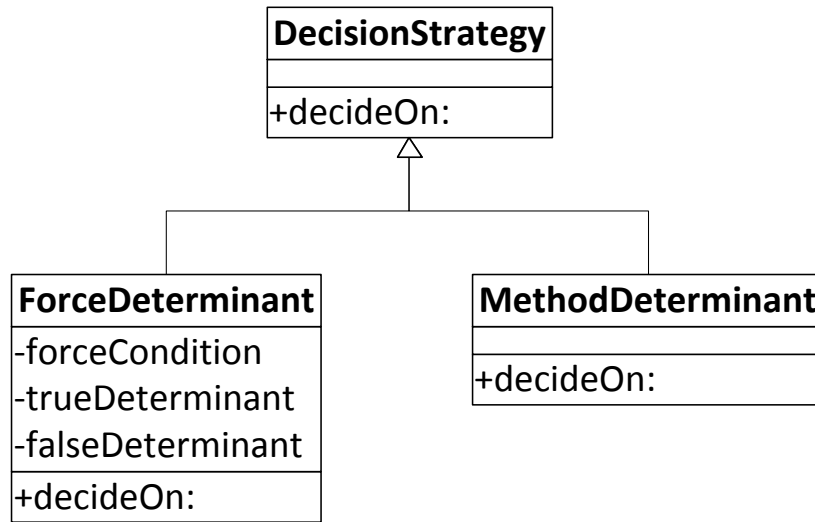 DecisionStrategy
+decideOn:
ForceDeterminant
-forceCondition
-trueDeterminant
-falseDeterminant
+decideOn:
MethodDeterminant
+decideOn: